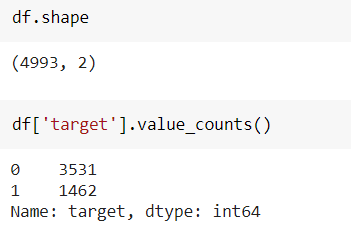 df.shape
(4993, 2)
df['target'].value_counts()
0    3531
1    1462
Name: target, dtype: int64